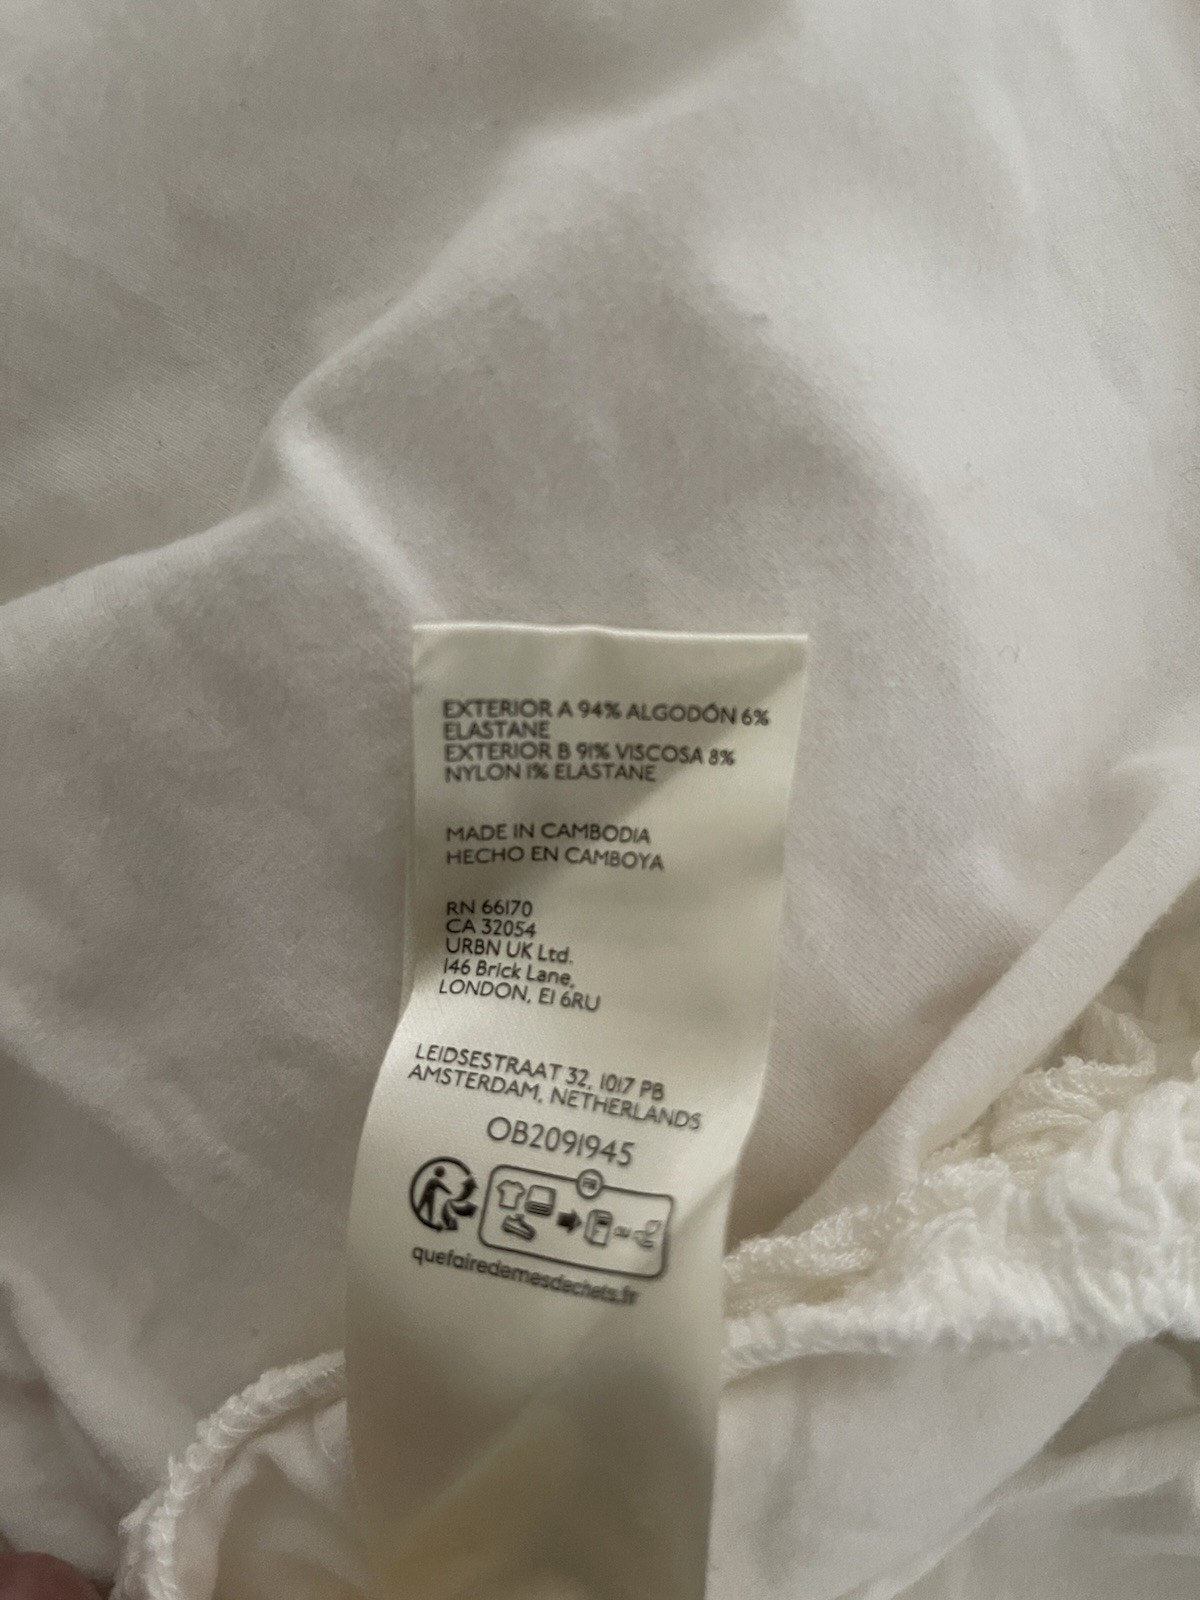 EXTERIOR A 94% ALGODÓN 6%
ELASTANE
EXTERIOR B 91% VISCOSA 8%
NYLON 1% ELASTANE
MADE IN CAMBODIA
HECHO EN CAMBOYA
RN 66170
CA 32054
URBN UK Ltd.
146 Brick Lane,
LONDON, E1 6RU
LEIDSESTRAAT 32, 1017 PB
AMSTERDAM, NETHERLANDS
OB2091945
FR
OU
quefairedemesdechets.fr